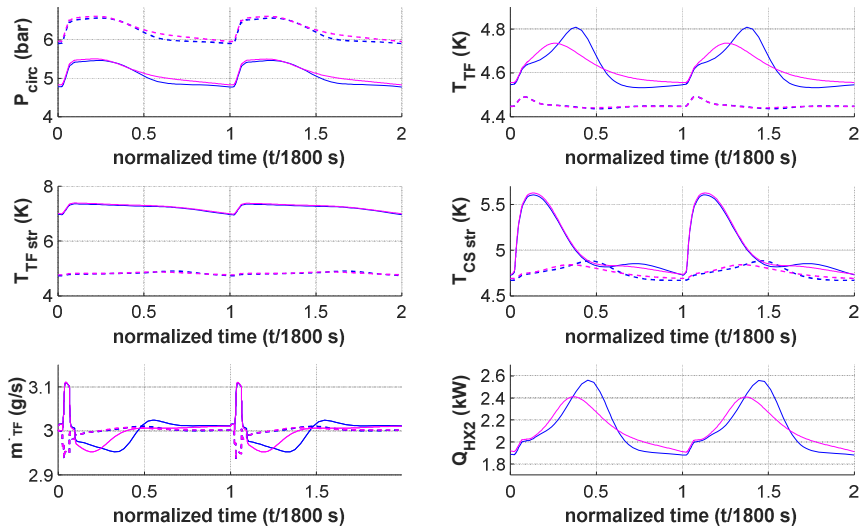 P_circ (bar)
6
5
4
0 0.5 1 1.5 2
normalized time (t/1800 s)
T_TF (K)
4.8
4.6
4.4
0 0.5 1 1.5 2
normalized time (t/1800 s)
T_TF str (K)
8
6
4
0 0.5 1 1.5 2
normalized time (t/1800 s)
T_CS str (K)
5.5
5
4.5
0 0.5 1 1.5 2
normalized time (t/1800 s)
ṁ_TF (g/s)
3.1
3
2.9
0 0.5 1 1.5
normalized time (t/1800 s)
Q_HX2 (kW)
2.6
2.4
2.2
2
1.8
0 0.5 1 1.5 2
normalized time (t/1800 s)